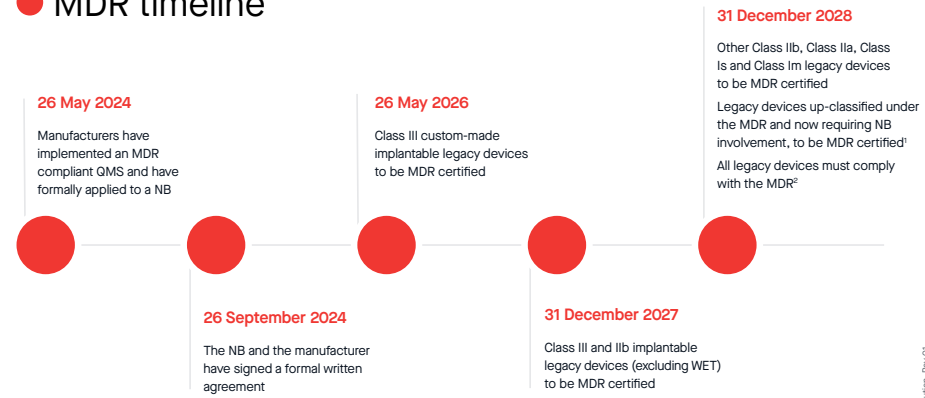 MDR timeline
31 December 2028
Other Class IIb, Class IIa, Class
Is and Class Im legacy devices
to be MDR certified
Legacy devices up-classified under
the MDR and now requiring NB
involvement, to be MDR certified¹
All legacy devices must comply
with the MDR²
26 May 2024
Manufacturers have
implemented an MDR
compliant QMS and have
formally applied to a NB
26 May 2026
Class III custom-made
implantable legacy devices
to be MDR certified
26 September 2024
The NB and the manufacturer
have signed a formal written
agreement
31 December 2027
Class III and IIb implantable
legacy devices (excluding WET)
to be MDR certified